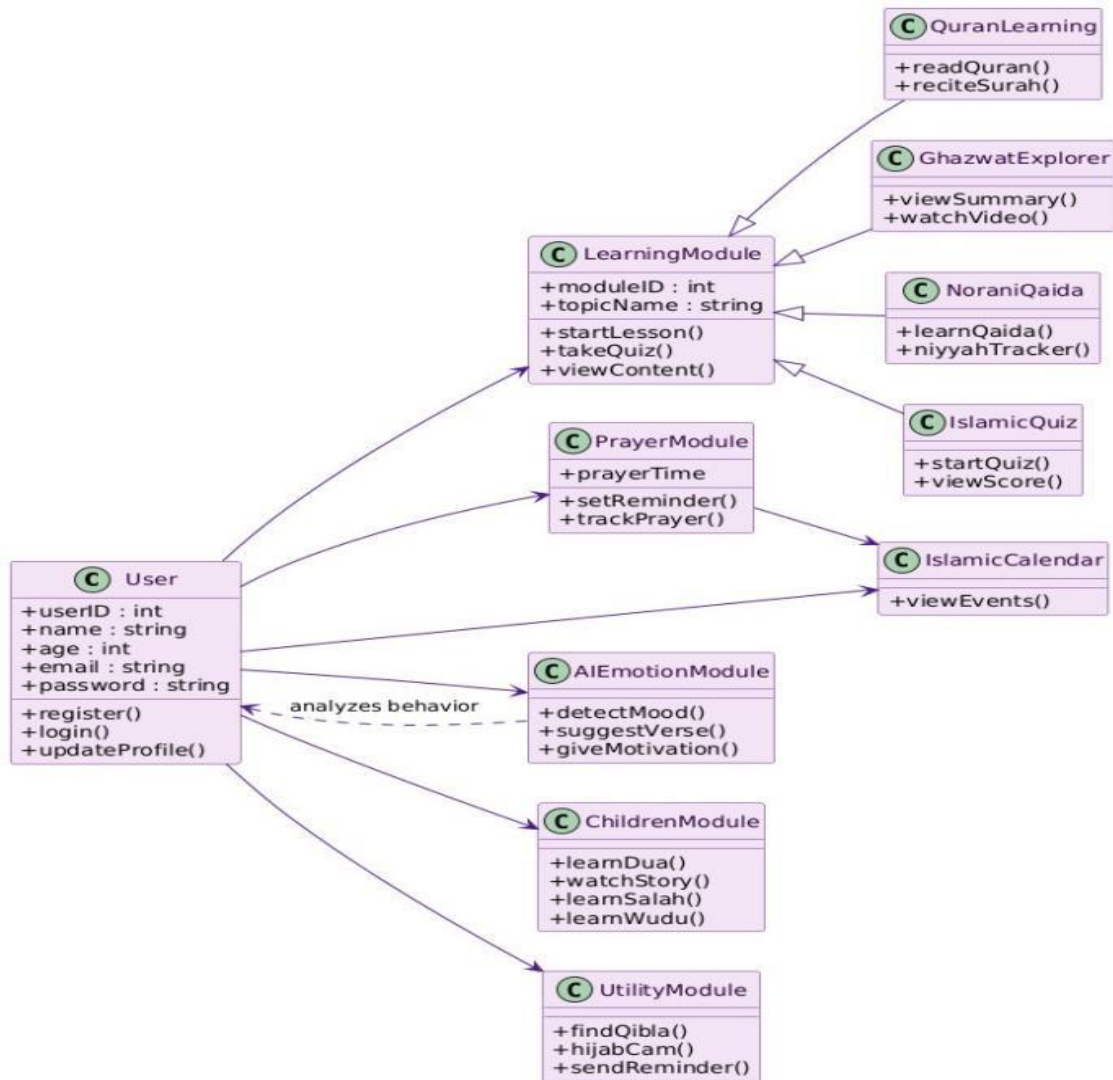 C QuranLearning
+readQuran()
+reciteSurah()
C GhazwatExplorer
+viewSummary()
+watchVideo()
C LearningModule
+moduleID : int
+topicName : string
+startLesson()
+takeQuiz()
+viewContent()
C NoraniQaida
+learnQaida()
+niyyahTracker()
C IslamicQuiz
+startQuiz()
+viewScore()
C PrayerModule
+prayerTime
+setReminder()
+trackPrayer()
C IslamicCalendar
+viewEvents()
C User
+userID : int
+name : string
+age : int
+email : string
+password : string
+register()
+login()
+updateProfile()
analyzes behavior
C AIEmotionModule
+detectMood()
+suggestVerse()
+giveMotivation()
C ChildrenModule
+learnDua()
+watchStory()
+learnSalah()
+learnWudu()
C UtilityModule
+findQibla()
+hijabCam()
+sendReminder()